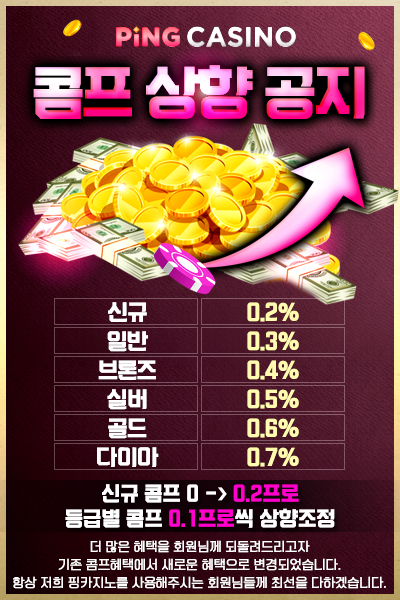 PiNG CASINO
콤프 상향 공지
신규 0.2%
일반 0.3%
브론즈 0.4%
실버 0.5%
골드 0.6%
다이마 0.7%
신규 콤프 0 -> 0.2프로
등급별 콤프 0.1프로씩 상향조정
더 많은 혜택을 회원님께 되돌려드리고자
기존 콤프혜택에서 새로운 혜택으로 변경되었습니다.
항상 저희 핑카지노를 사용해주시는 회원님들께 최선을 다하겠습니다.